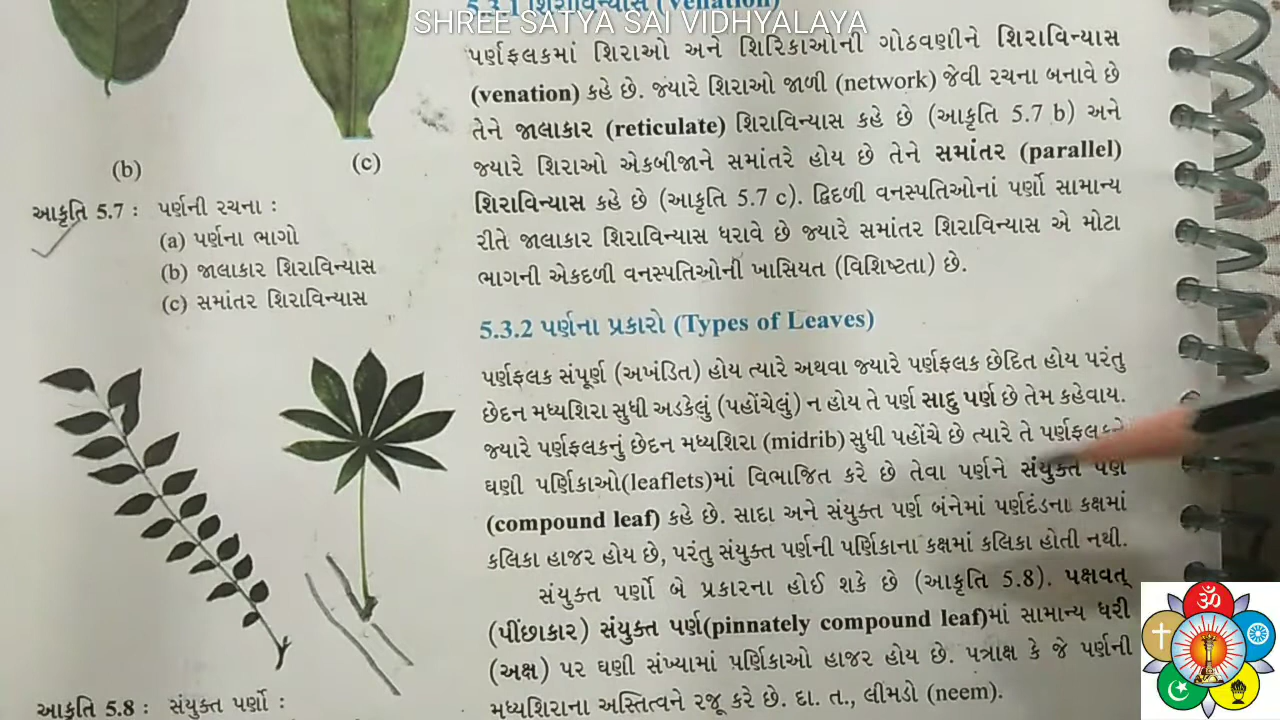 SHREE SATYA SAI VIDHYALAYA
5.3.1 શિરાવિન્યાસ (Venation)
પર્ણફલકમાં શિરાઓ અને શિરિકાઓની ગોઠવણીને શિરાવિન્યાસ
(venation) કહે છે. જ્યારે શિરાઓ જાળી (network) જેવી રચના બનાવે છે
તેને જાલાકાર (reticulate) શિરાવિન્યાસ કહે છે (આકૃતિ 5.7 b) અને
જ્યારે શિરાઓ એકબીજાને સમાંતરે હોય છે તેને સમાંતર (parallel)
શિરાવિન્યાસ કહે છે (આકૃતિ 5.7 c). દ્વિદળી વનસ્પતિઓનાં પર્ણો સામાન્ય
રીતે જાલાકાર શિરાવિન્યાસ ધરાવે છે જ્યારે સમાંતર શિરાવિન્યાસ એ મોટા
ભાગની એકદળી વનસ્પતિઓની ખાસિયત (વિશિષ્ટતા) છે.
(b)
(c)
આકૃતિ 5.7 : પર્ણની રચના :
(a) પર્ણના ભાગો
(b) જાલાકાર શિરાવિન્યાસ
(c) સમાંતર શિરાવિન્યાસ
5.3.2 પર્ણના પ્રકારો (Types of Leaves)
પર્ણફલક સંપૂર્ણ (અખંડિત) હોય ત્યારે અથવા જ્યારે પર્ણફલક છેદિત હોય પરંતુ
છેદન મધ્યશિરા સુધી અડકેલું (પહોંચેલું) ન હોય તે પર્ણ સાદુ પર્ણ છે તેમ કહેવાય.
જ્યારે પર્ણફલકનું છેદન મધ્યશિરા (midrib) સુધી પહોંચે છે ત્યારે તે પર્ણફલકને
ઘણી પર્ણિકાઓ(leaflets)માં વિભાજિત કરે છે તેવા પર્ણને સંયુક્ત પર્ણ
(compound leaf) કહે છે. સાદા અને સંયુક્ત પર્ણ બંનેમાં પર્ણદંડના કક્ષમાં
કલિકા હાજર હોય છે, પરંતુ સંયુક્ત પર્ણની પર્ણિકાના કક્ષમાં કલિકા હોતી નથી.
સંયુક્ત પર્ણો બે પ્રકારના હોઈ શકે છે (આકૃતિ 5.8). પક્ષવત્
(પીંછાકાર) સંયુક્ત પર્ણ(pinnately compound leaf)માં સામાન્ય ધરી
(અક્ષ) પર ઘણી સંખ્યામાં પર્ણિકાઓ હાજર હોય છે. પત્રાક્ષ કે જે પર્ણની
મધ્યશિરાના અસ્તિત્વને રજૂ કરે છે. દા. ત., લીમડો (neem).
આકૃતિ 5.8 : સંયુક્ત પર્ણો :
ॐ